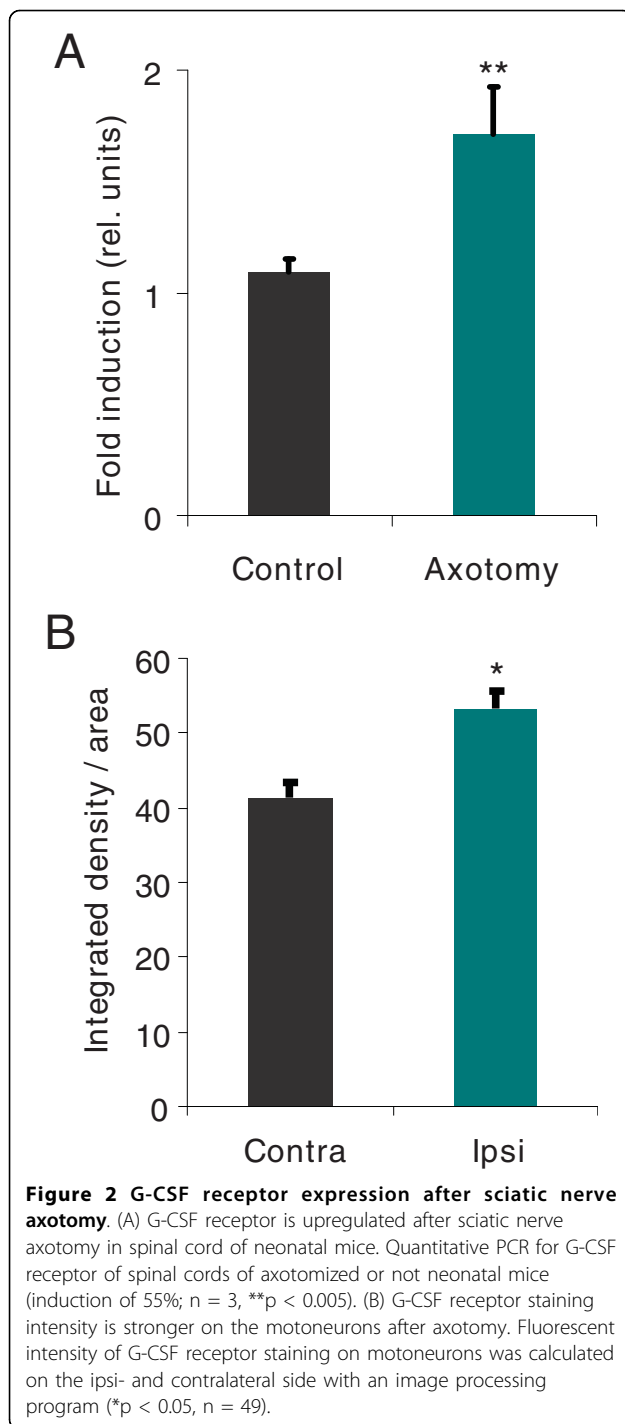 A
Fold induction (rel. units)
2
1
0
**
Control Axotomy
B
Integrated density / area
60
50
40
30
20
10
0
*
Contra Ipsi
Figure 2 G-CSF receptor expression after sciatic nerve
axotomy. (A) G-CSF receptor is upregulated after sciatic nerve
axotomy in spinal cord of neonatal mice. Quantitative PCR for G-CSF
receptor of spinal cords of axotomized or not neonatal mice
(induction of 55%; n = 3, **p < 0.005). (B) G-CSF receptor staining
intensity is stronger on the motoneurons after axotomy. Fluorescent
intensity of G-CSF receptor staining on motoneurons was calculated
on the ipsi- and contralateral side with an image processing
program (*p < 0.05, n = 49).